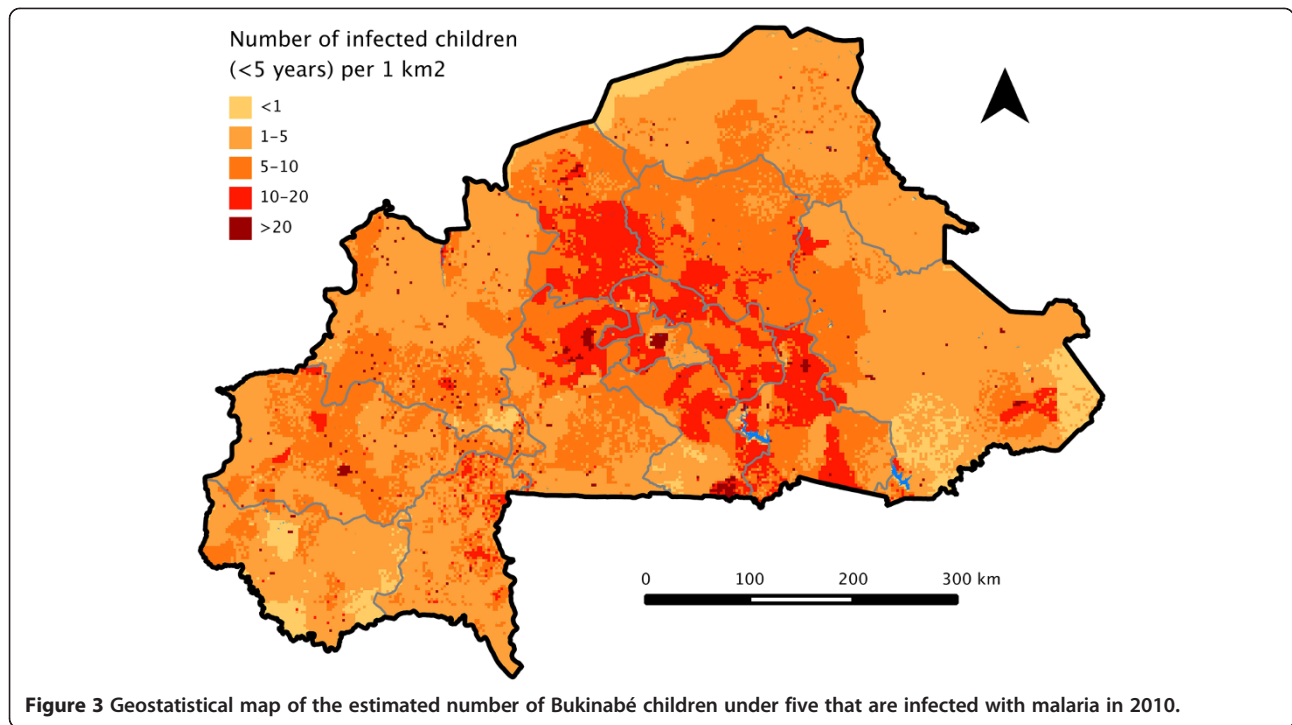 Number of infected children
(<5 years) per 1 km2
<1
1–5
5–10
10–20
>20
0 100 200 300 km
Figure 3 Geostatistical map of the estimated number of Bukinabé children under five that are infected with malaria in 2010.